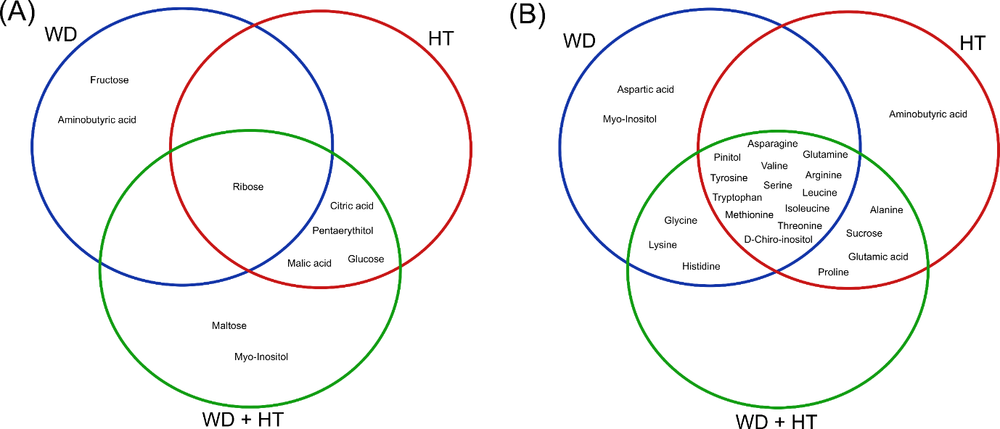 (A)
WD
HT
Fructose
Aminobutyric acid
Ribose
Citric acid
Pentaerythitol
Malic acid
Glucose
Maltose
Myo-Inositol
WD + HT
(B)
WD
HT
Aspartic acid
Myo-Inositol
Aminobutyric acid
Asparagine
Pinitol
Glutamine
Valine
Tyrosine
Arginine
Serine
Tryptophan
Leucine
Isoleucine
Methionine
Threonine
D-Chiro-inositol
Glycine
Lysine
Histidine
Alanine
Sucrose
Glutamic acid
Proline
WD + HT